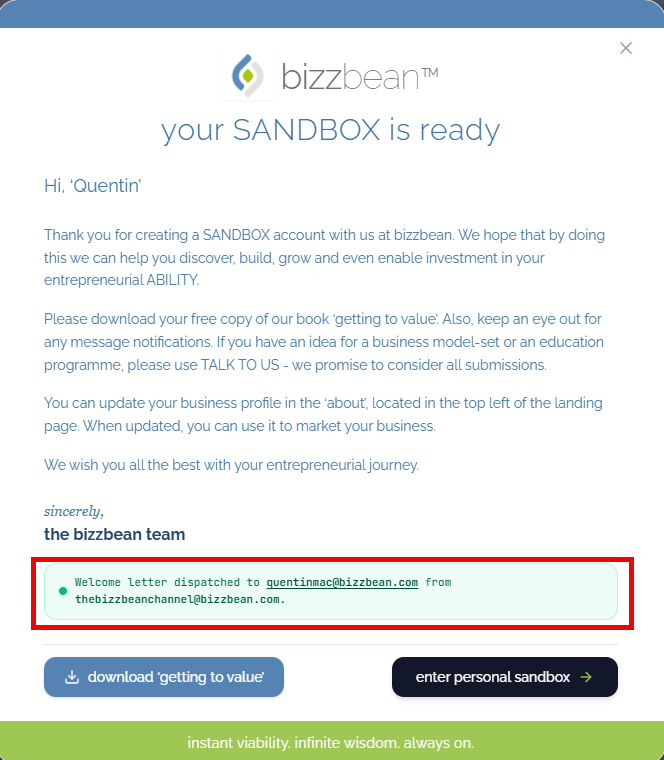 bizzbean™
your SANDBOX is ready
Hi, ‘Quentin’
Thank you for creating a SANDBOX account with us at bizzbean. We hope that by doing
this we can help you discover, build, grow and even enable investment in your
entrepreneurial ABILITY.
Please download your free copy of our book ‘getting to value’. Also, keep an eye out for
any message notifications. If you have an idea for a business model-set or an education
programme, please use TALK TO US - we promise to consider all submissions.
You can update your business profile in the ‘about’, located in the top left of the landing
page. When updated, you can use it to market your business.
We wish you all the best with your entrepreneurial journey.
sincerely,
the bizzbean team
Welcome letter dispatched to quentinmac@bizzbean.com from
thebizzbeanchannel@bizzbean.com.
download ‘getting to value’
enter personal sandbox →
instant viability. infinite wisdom. always on.